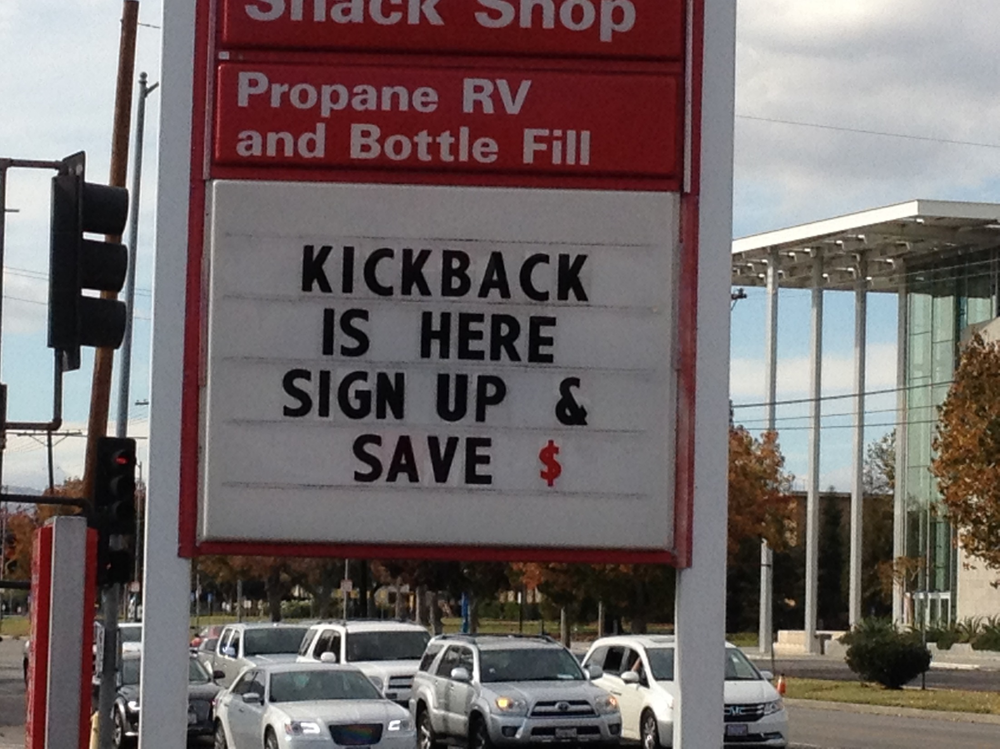 Snack Shop
Propane RV
and Bottle Fill
KICKBACK
IS HERE
SIGN UP &
SAVE $